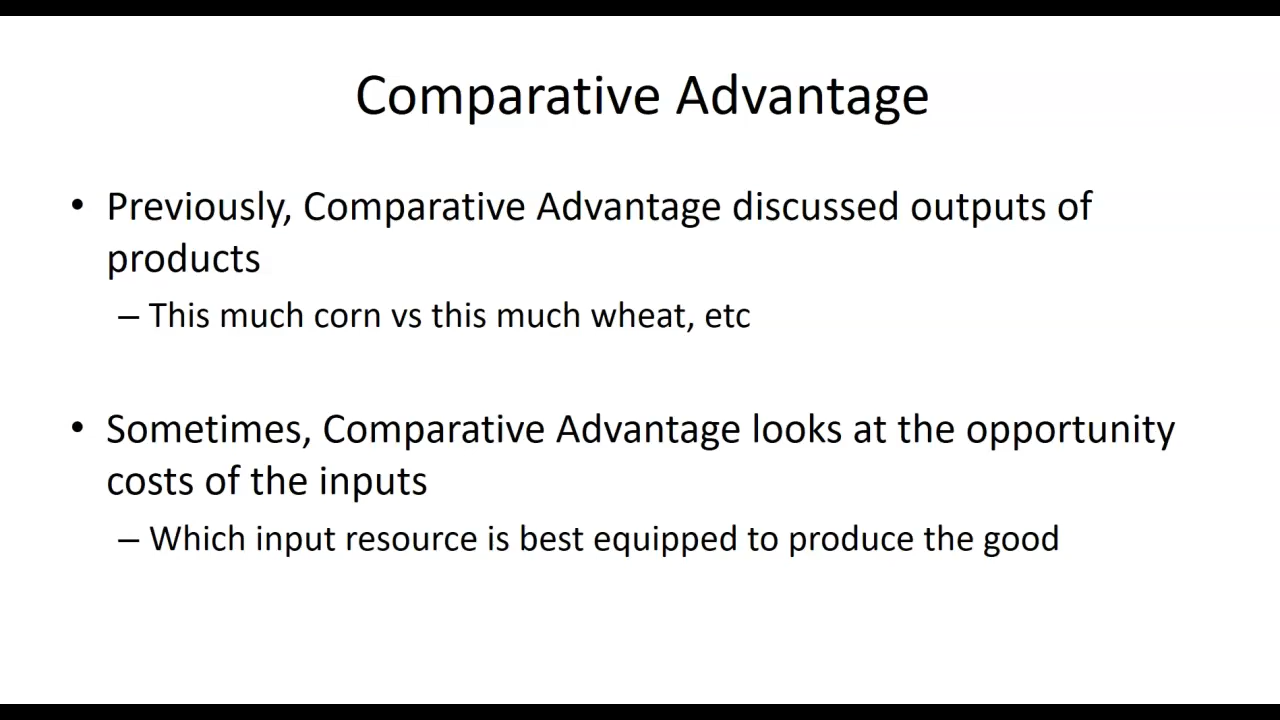 Comparative Advantage
• Previously, Comparative Advantage discussed outputs of
products
– This much corn vs this much wheat, etc
• Sometimes, Comparative Advantage looks at the opportunity
costs of the inputs
– Which input resource is best equipped to produce the good